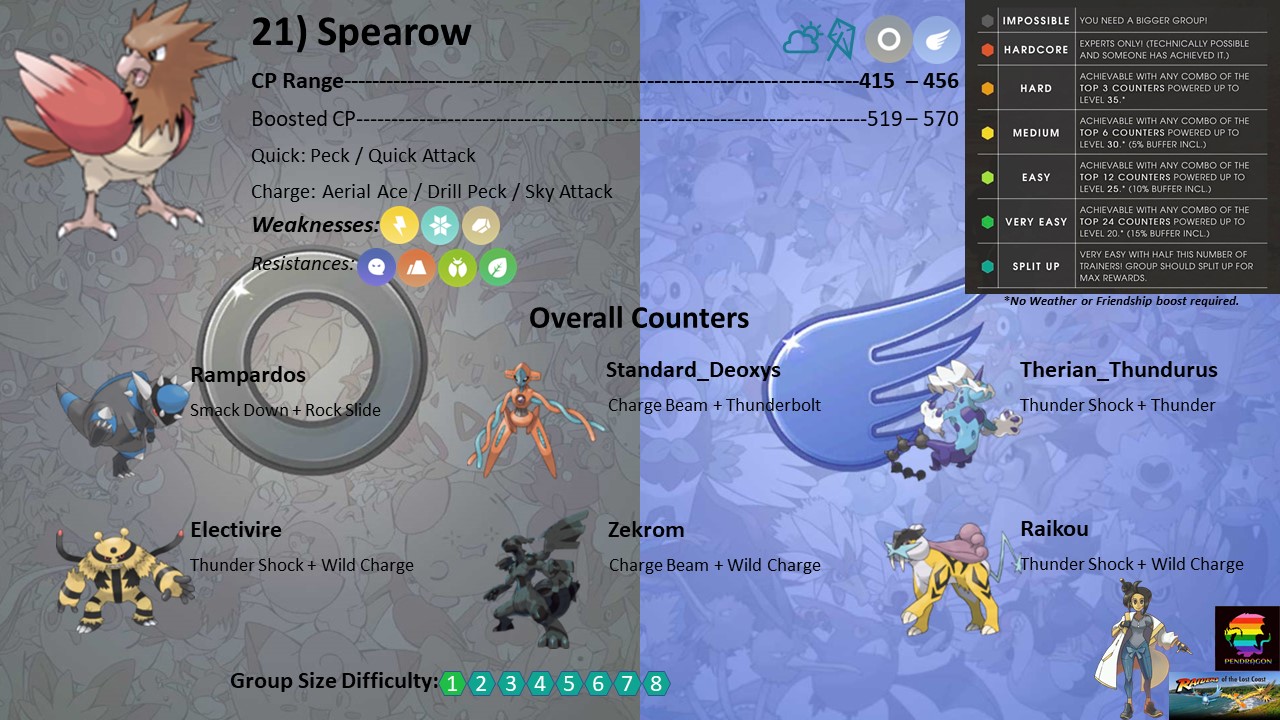 21) Spearow
CP Range------415 – 456
Boosted CP------519 – 570
Quick: Peck / Quick Attack
Charge: Aerial Ace / Drill Peck / Sky Attack
Weaknesses:
Resistances:
IMPOSSIBLE YOU NEED A BIGGER GROUP!
HARDCORE EXPERTS ONLY! (TECHNICALLY POSSIBLE
AND SOMEONE HAS ACHIEVED IT.)
HARD ACHIEVABLE WITH ANY COMBO OF THE
TOP 3 COUNTERS POWERED UP TO
LEVEL 35.*
MEDIUM ACHIEVABLE WITH ANY COMBO OF THE
TOP 6 COUNTERS POWERED UP TO
LEVEL 30.* (5% BUFFER INCL.)
EASY ACHIEVABLE WITH ANY COMBO OF THE
TOP 12 COUNTERS POWERED UP TO
LEVEL 25.* (10% BUFFER INCL.)
VERY EASY ACHIEVABLE WITH ANY COMBO OF THE
TOP 24 COUNTERS POWERED UP TO
LEVEL 20.* (15% BUFFER INCL.)
SPLIT UP VERY EASY WITH HALF THIS NUMBER OF
TRAINERS! GROUP SHOULD SPLIT UP FOR
MAX REWARDS.
*No Weather or Friendship boost required.
Overall Counters
Rampardos
Smack Down + Rock Slide
Standard_Deoxys
Charge Beam + Thunderbolt
Therian_Thundurus
Thunder Shock + Thunder
Electivire
Thunder Shock + Wild Charge
Zekrom
Charge Beam + Wild Charge
Raikou
Thunder Shock + Wild Charge
Group Size Difficulty: 1 2 3 4 5 6 7 8
PENDRAGON
RAIDERS of the Lost Coast